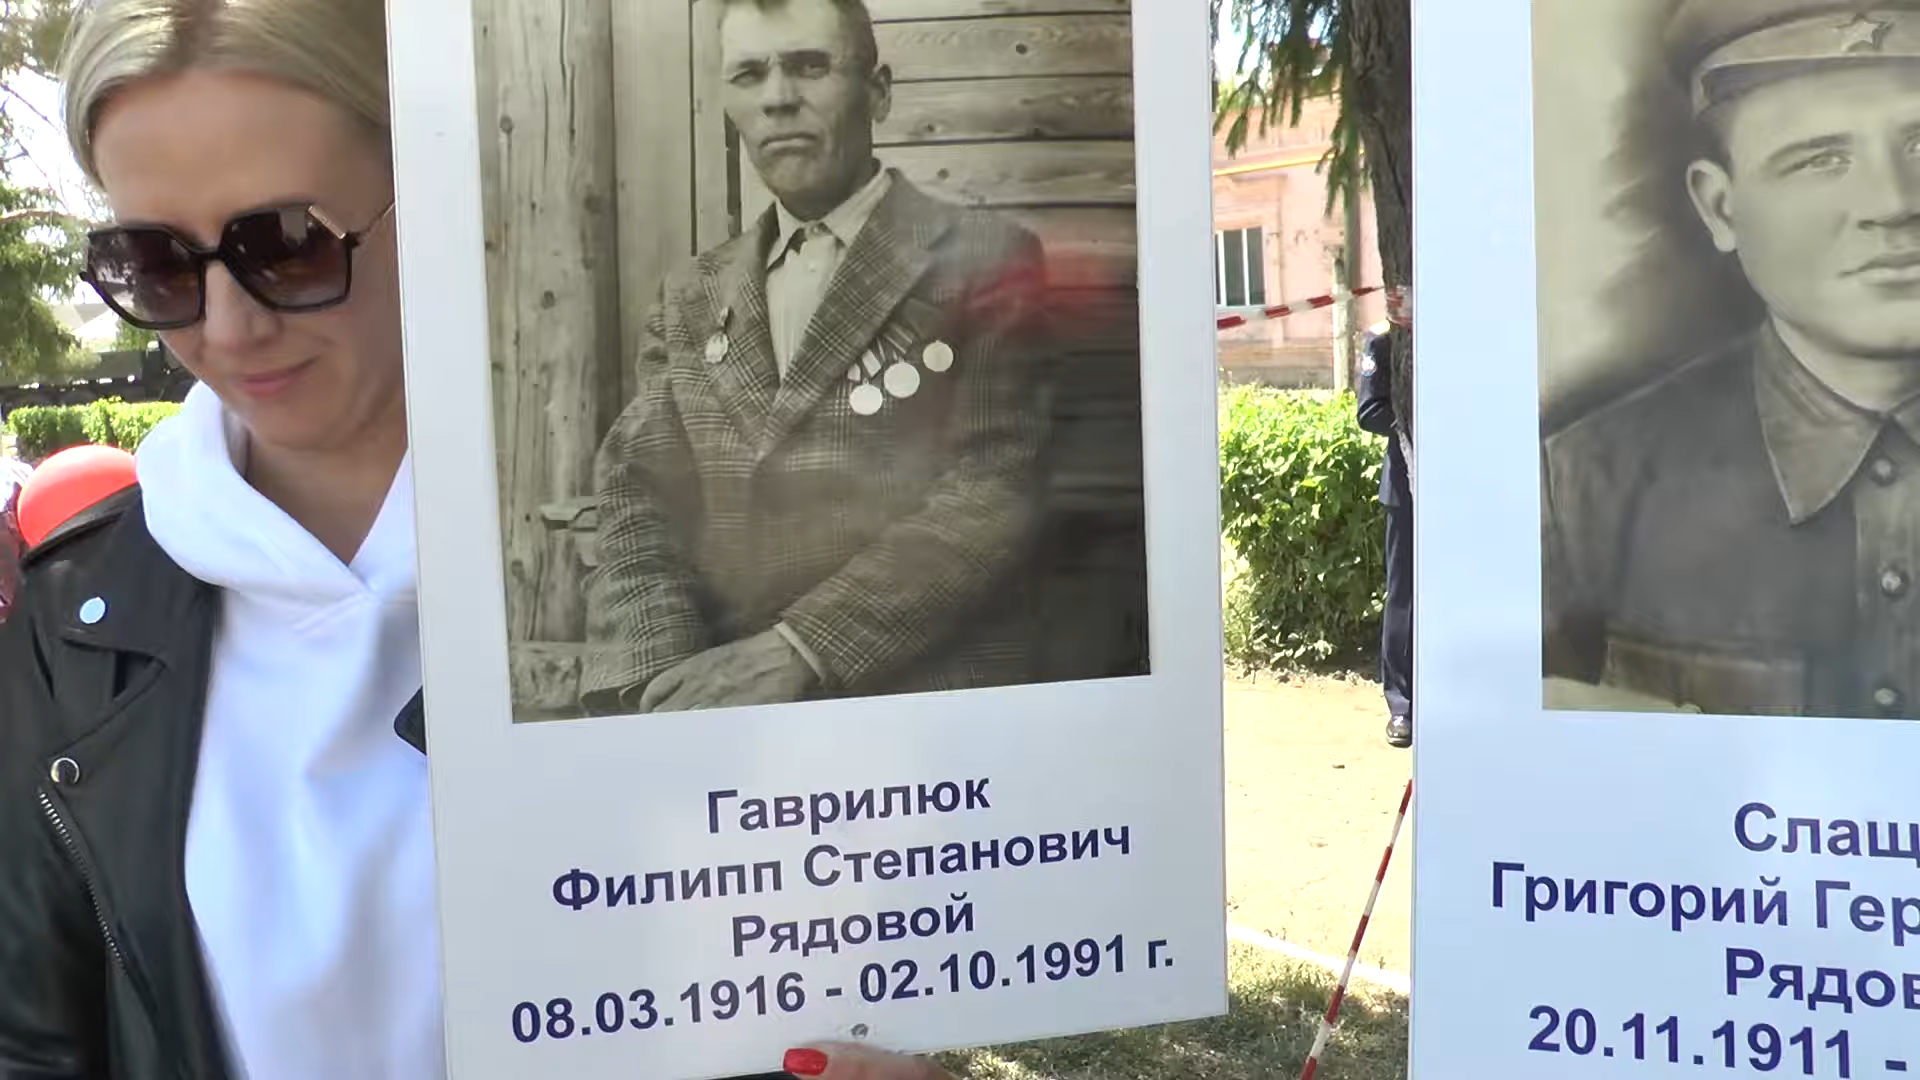 Гаврилюк
Филипп Степанович
Рядовой
08.03.1916 - 02.10.1991 г.
Григорий
20.11.1911 -